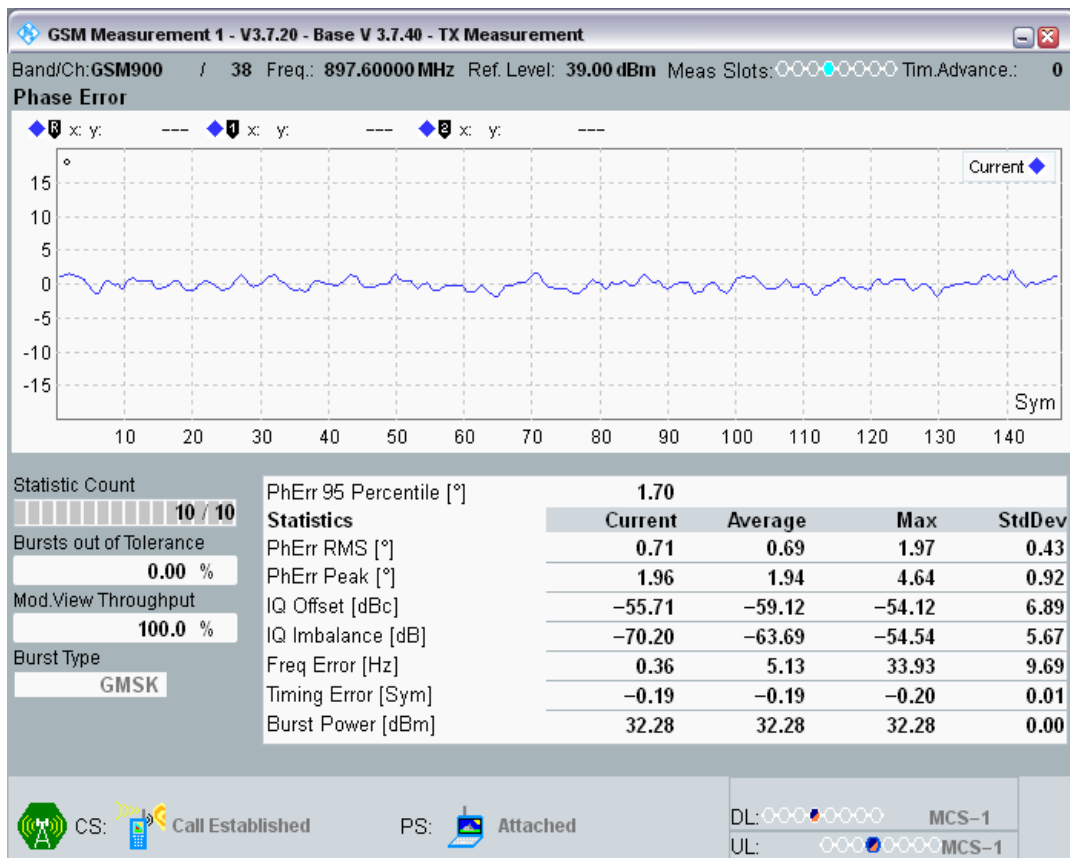 GSM Measurement 1 - V3.7.20 - Base V 3.7.40 - TX Measurement
Band/Ch:GSM900 / 38 Freq.: 897.60000 MHz Ref. Level: 39.00 dBm Meas Slots: Tim.Advance.: 0
Phase Error
R x: y: --- 1 x: y: --- 2 x: y: ---
° Current
15
10
5
0
-5
-10
-15
Sym
10 20 30 40 50 60 70 80 90 100 110 120 130 140
Statistic Count
10 / 10
Bursts out of Tolerance
0.00 %
Mod.View Throughput
100.0 %
Burst Type
GMSK
PhErr 95 Percentile [°] 1.70
Statistics Current Average Max StdDev
PhErr RMS [°] 0.71 0.69 1.97 0.43
PhErr Peak [°] 1.96 1.94 4.64 0.92
IQ Offset [dBc] −55.71 −59.12 −54.12 6.89
IQ Imbalance [dB] −70.20 −63.69 −54.54 5.67
Freq Error [Hz] 0.36 5.13 33.93 9.69
Timing Error [Sym] −0.19 −0.19 −0.20 0.01
Burst Power [dBm] 32.28 32.28 32.28 0.00
CS: Call Established PS: Attached
DL: MCS−1
UL: MCS−1